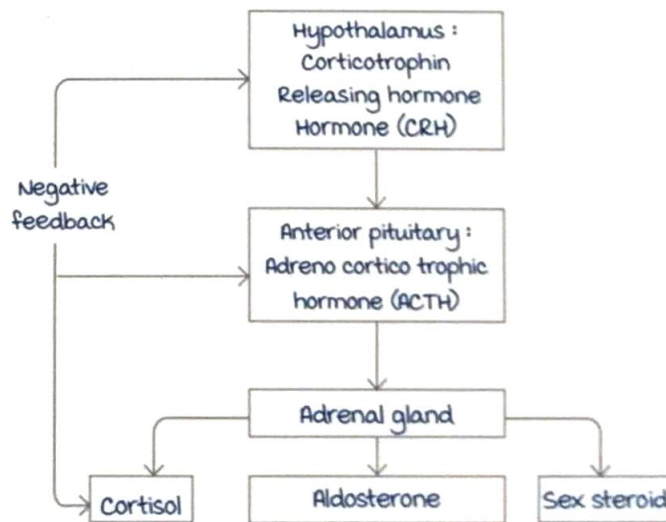 Hypothalamus :
Corticotrophin
Releasing hormone
Hormone (CRH)
Negative
feedback
Anterior pituitary :
Adreno cortico trophic
hormone (ACTH)
Adrenal gland
Cortisol
Aldosterone
Sex steroid